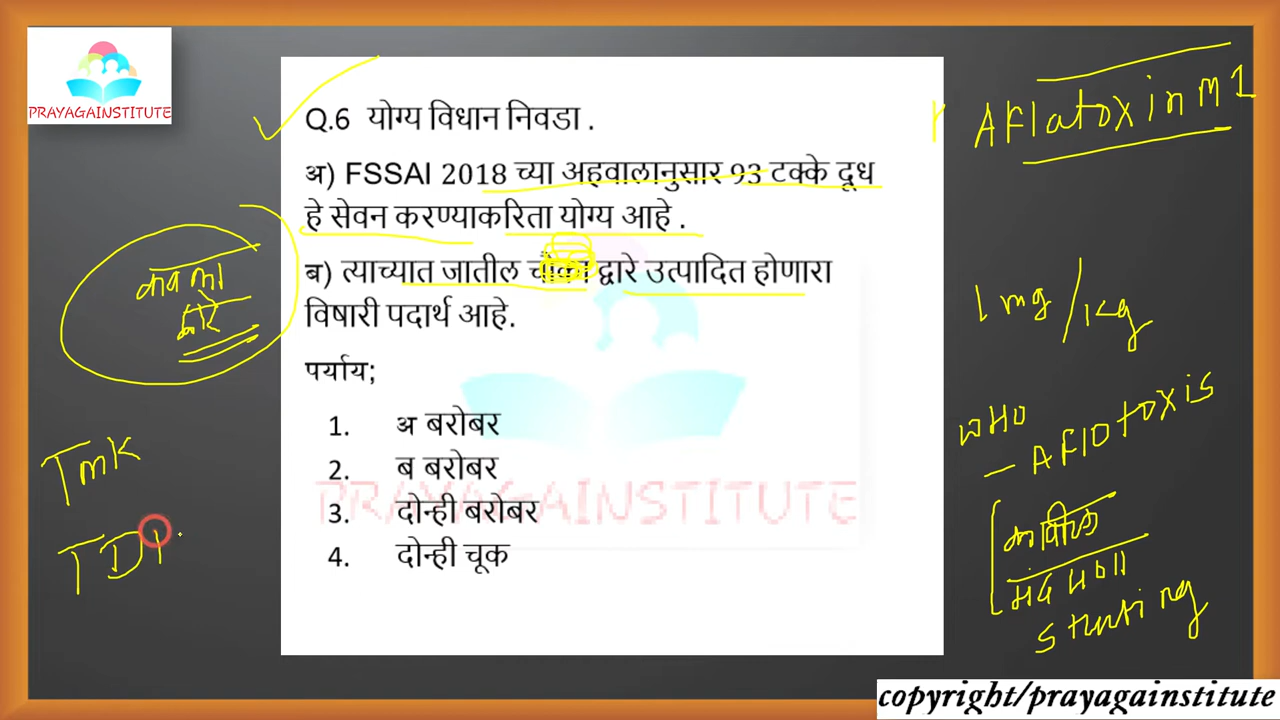 PRAYAGAINSTITUTE
Q.6 योग्य विधान निवडा .
अ) FSSAI 2018 च्या अहवालानुसार 93 टक्के दूध
हे सेवन करण्याकरिता योग्य आहे .
ब) त्याच्यात जातील द्वारे उत्पादित होणारा
विषारी पदार्थ आहे.
पर्याय;
1. अ बरोबर
2. ब बरोबर
3. दोन्ही बरोबर
4. दोन्ही चूक
PRAYAGAINSTITUTE
Aflatoxin M1
1mg/Kg
WHO
- AFlOtoxis
मंद
stunting
TmK
TD
copyright/prayagainstitute